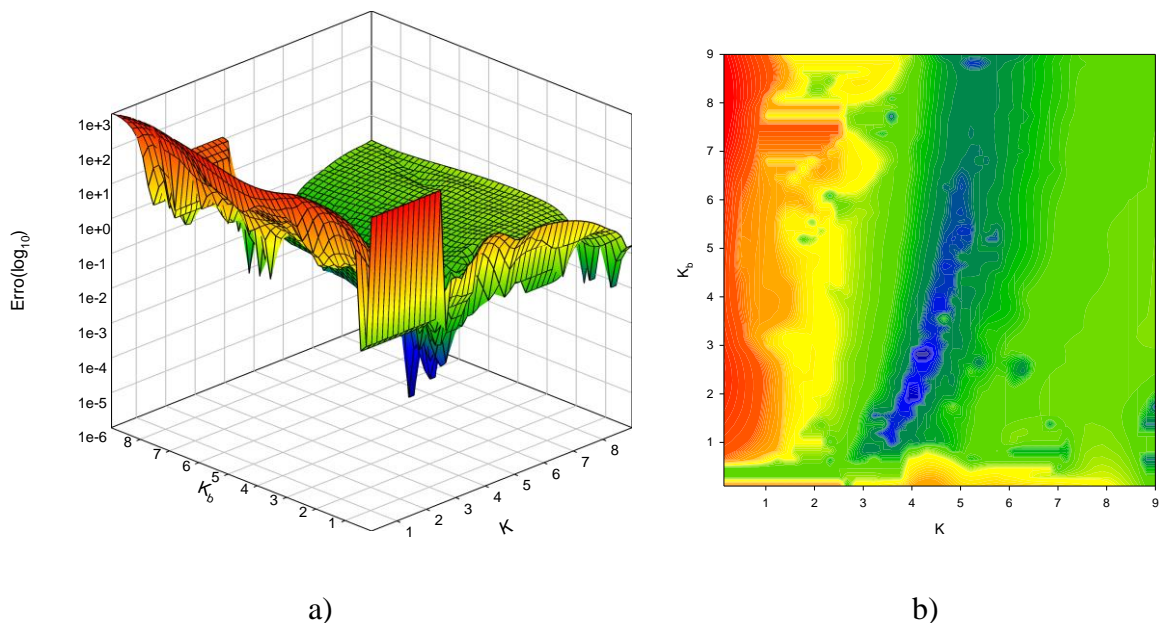 Erro(log10)
1e+3
1e+2
1e+1
1e+0
1e-1
1e-2
1e-3
1e-4
1e-5
1e-6
8 7 6 5 4 3 2 1
Kb
1 2 3 4 5 6 7 8
K
a)
Kb
9
8
7
6
5
4
3
2
1
1 2 3 4 5 6 7 8 9
K
b)